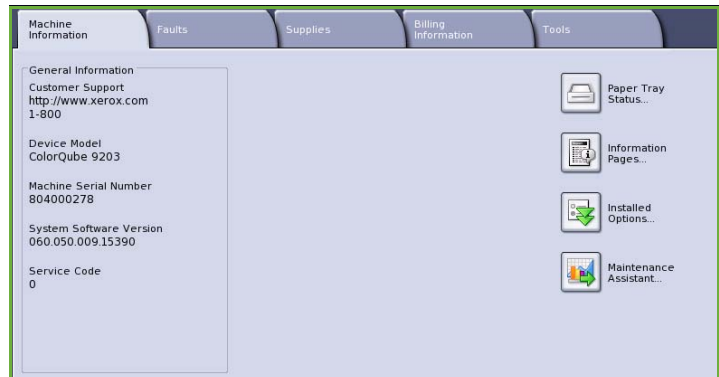 Machine
Information
Faults
Supplies
Billing
Information
Tools
General Information
Customer Support
http://www.xerox.com
1-800
Device Model
ColorQube 9203
Machine Serial Number
804000278
System Software Version
060.050.009.15390
Service Code
0
Paper Tray
Status...
Information
Pages...
Installed
Options...
Maintenance
Assistant...